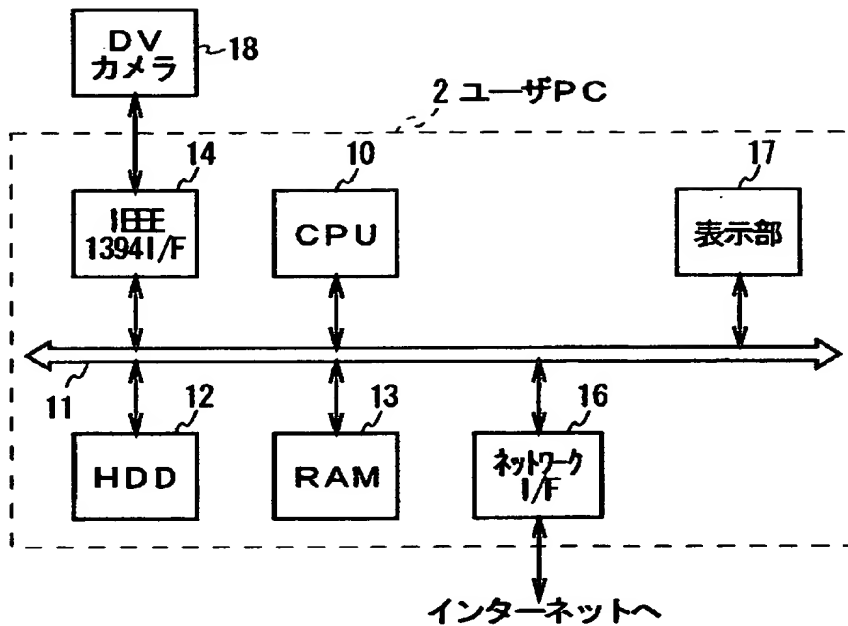 DV
カメラ
18
2 ユーザPC
14
10
17
IEEE
1394I/F
CPU
表示部
11
12
13
16
HDD
RAM
ネットワーク
I/F
インターネットへ